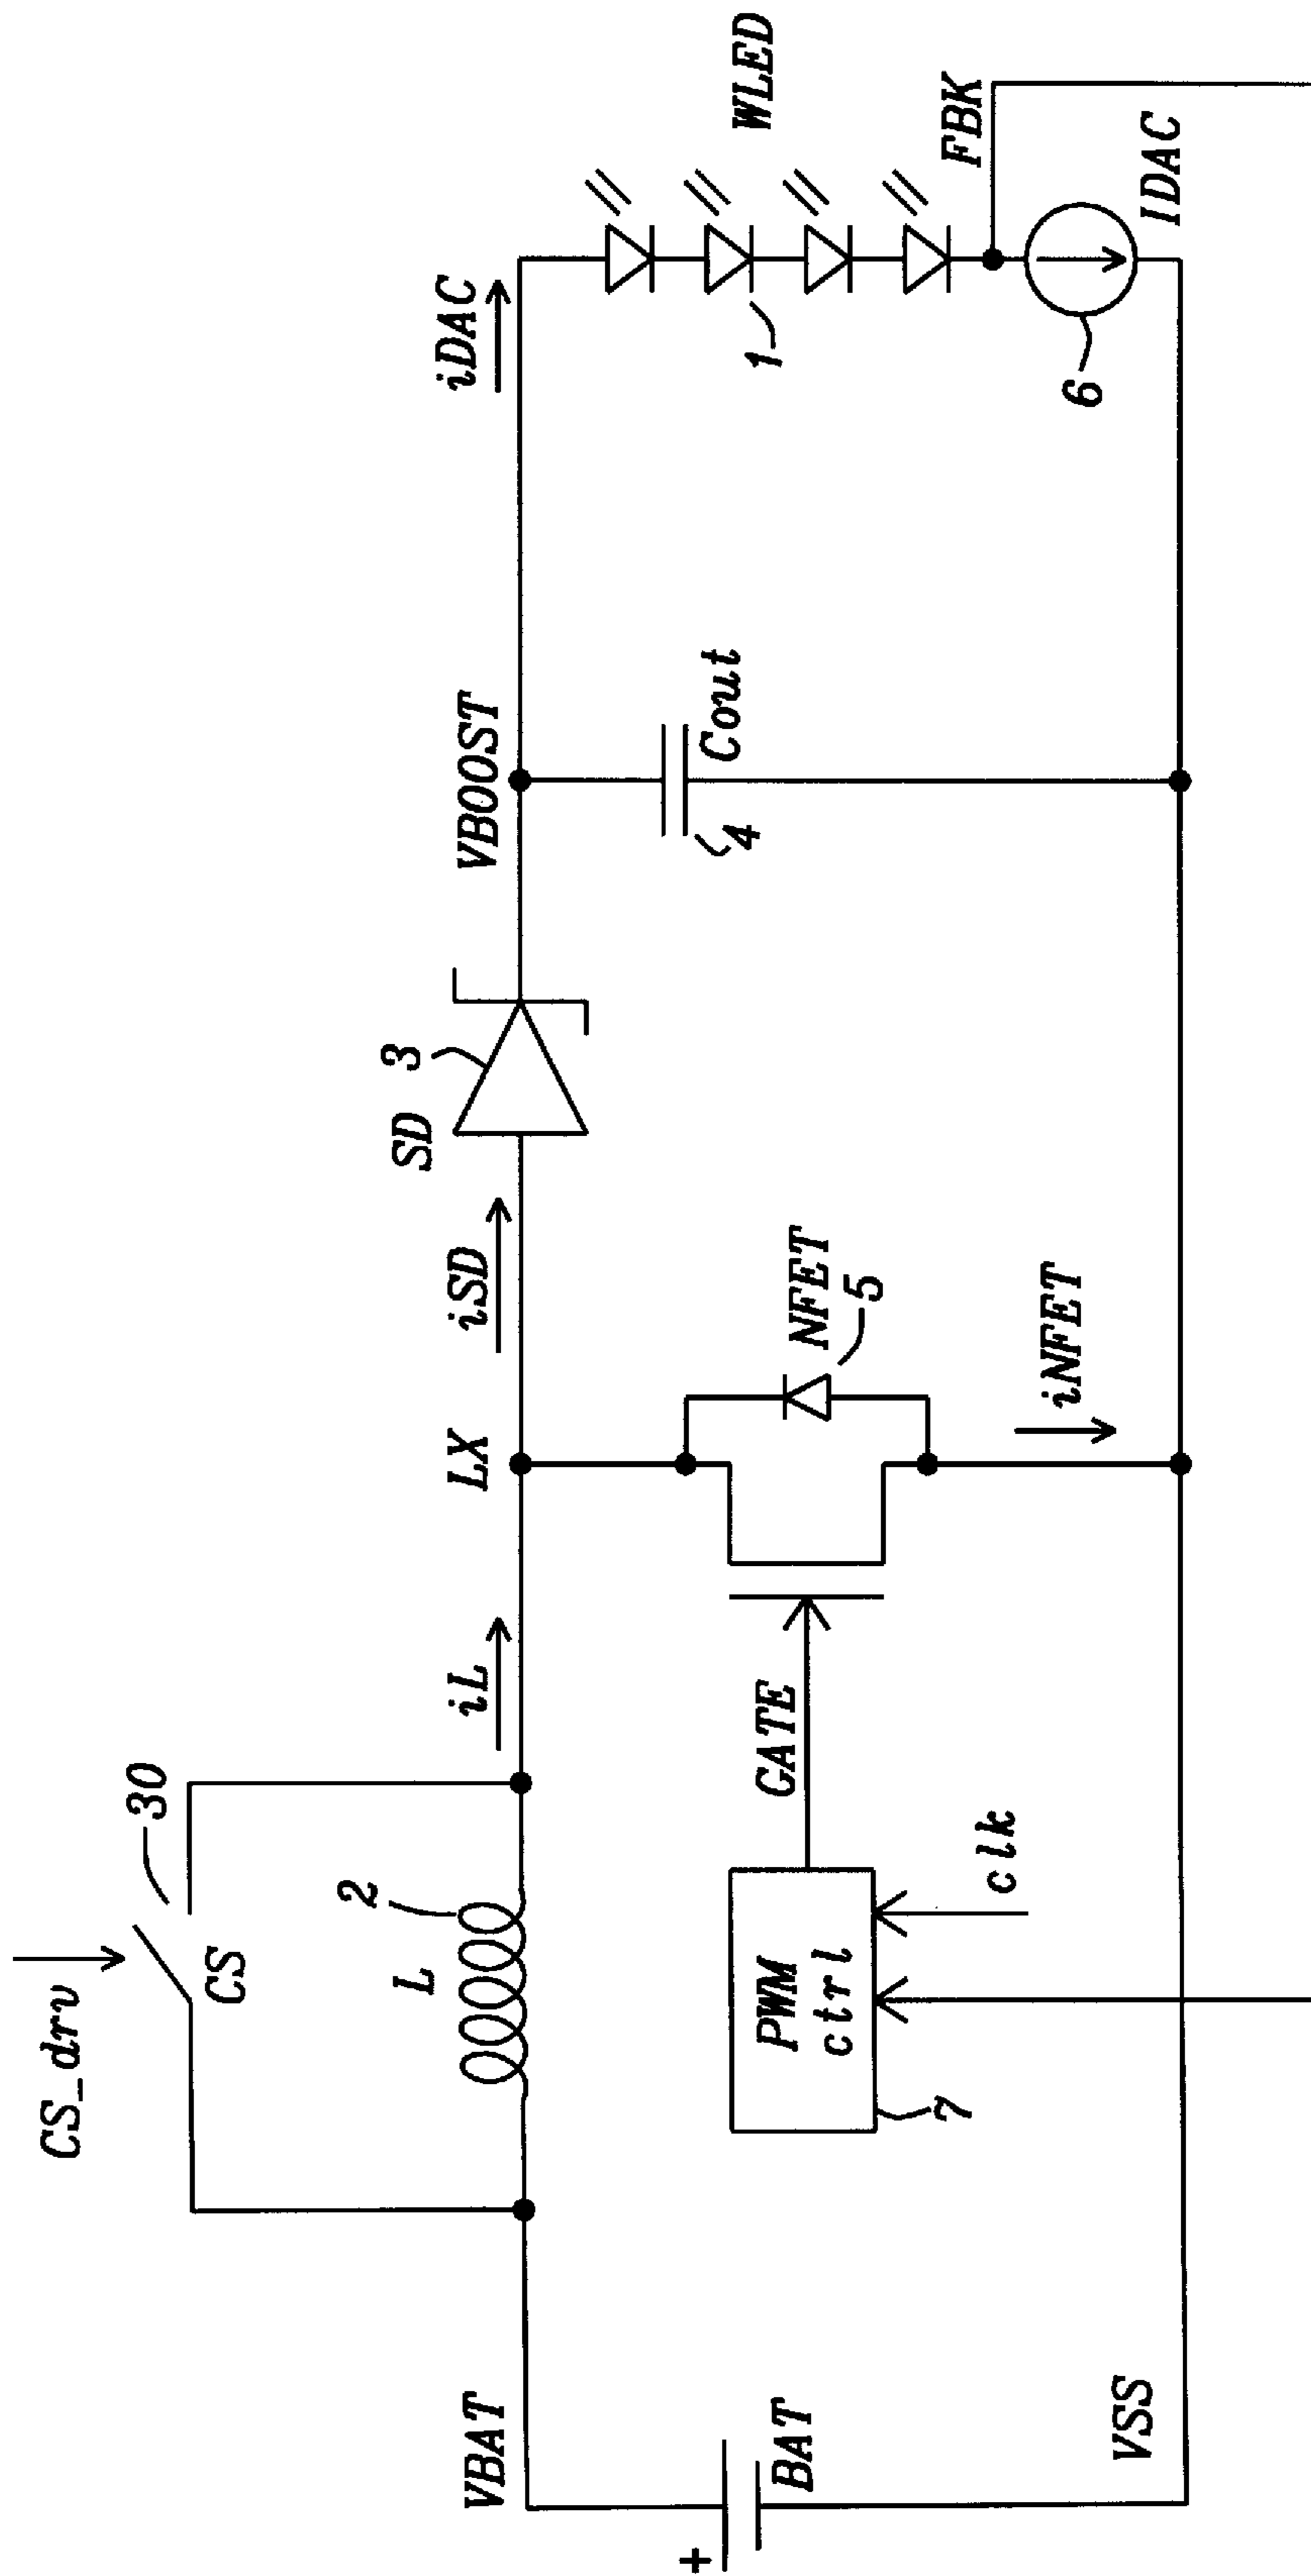 CS_drv
30
CS
2
L
iL
LX
iSD
SD
3
VBOOST
iDAC
VBAT
+
BAT
PWM
ctrl
7
GATE
clk
NFET
5
iNFET
4
Cout
WLED
1
FBK
6
IDAC
VSS